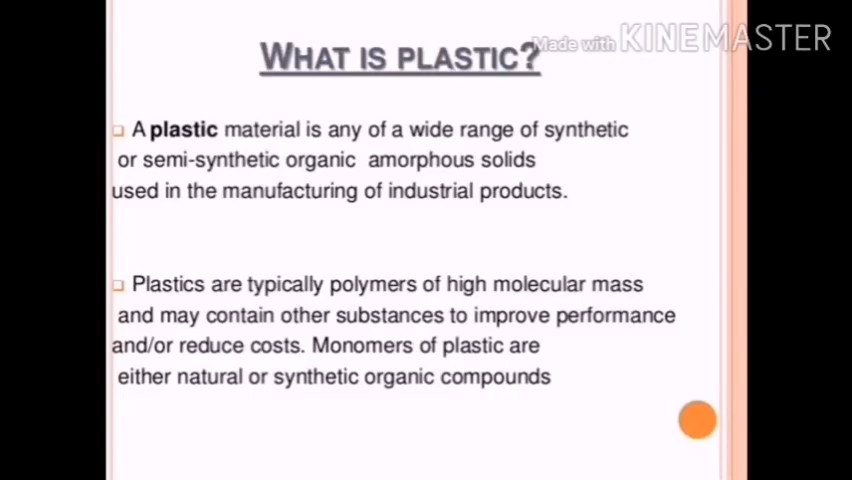 WHAT IS PLASTIC?
Made with KINEMASTER
A plastic material is any of a wide range of synthetic
or semi-synthetic organic amorphous solids
used in the manufacturing of industrial products.
Plastics are typically polymers of high molecular mass
and may contain other substances to improve performance
and/or reduce costs. Monomers of plastic are
either natural or synthetic organic compounds